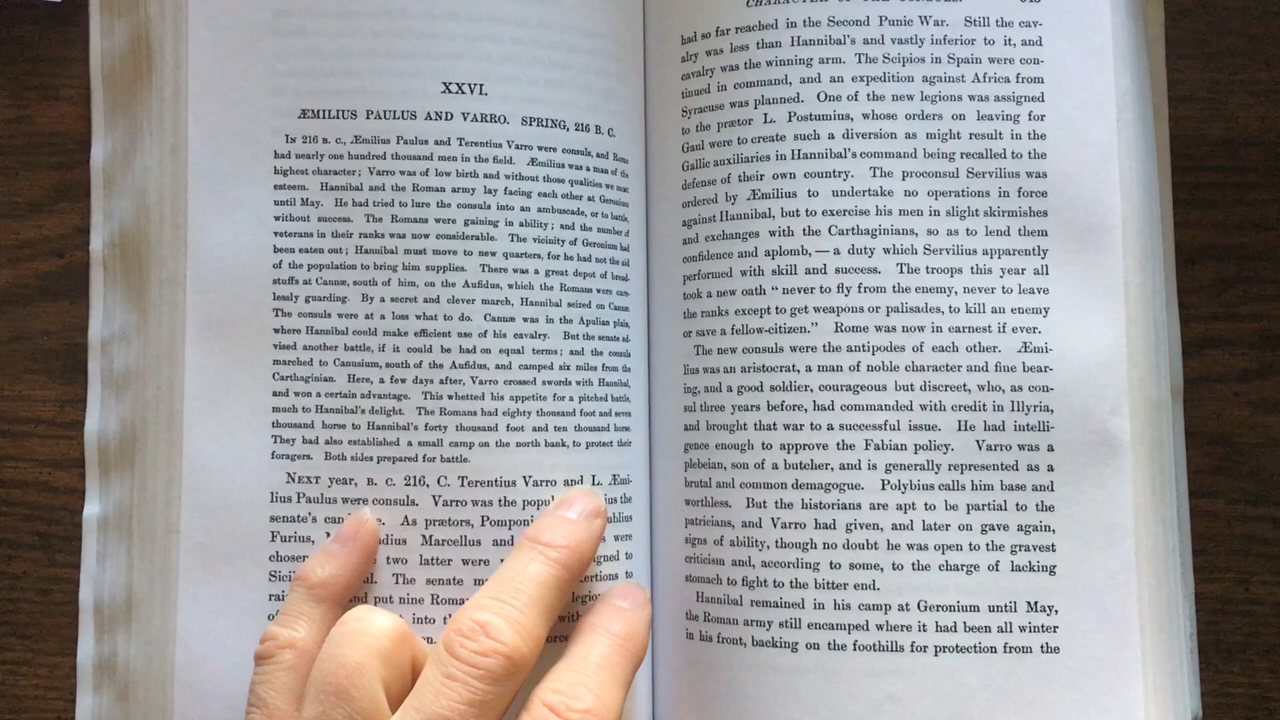 XXVI.
ÆMILIUS PAULUS AND VARRO. SPRING, 216 B. C.
IN 216 B. C., Æmilius Paulus and Terentius Varro were consuls, and Rome
had nearly one hundred thousand men in the field. Æmilius was a man of the
highest character; Varro was of low birth and without those qualities we most
esteem. Hannibal and the Roman army lay facing each other at Geronium
until May. He had tried to lure the consuls into an ambuscade, or to battle,
without success. The Romans were gaining in ability; and the number of
veterans in their ranks was now considerable. The vicinity of Geronium had
been eaten out; Hannibal must move to new quarters, for he had not the aid
of the population to bring him supplies. There was a great depot of bread-
stuffs at Cannæ, south of him, on the Aufidus, which the Romans were care-
lessly guarding. By a secret and clever march, Hannibal seized on Cannæ.
The consuls were at a loss what to do. Cannæ was in the Apulian plain,
where Hannibal could make efficient use of his cavalry. But the senate ad-
vised another battle, if it could be had on equal terms; and the consuls
marched to Canusium, south of the Aufidus, and camped six miles from the
Carthaginian. Here, a few days after, Varro crossed swords with Hannibal,
and won a certain advantage. This whetted his appetite for a pitched battle,
much to Hannibal's delight. The Romans had eighty thousand foot and seven
thousand horse to Hannibal's forty thousand foot and ten thousand horse.
They had also established a small camp on the north bank, to protect their
foragers. Both sides prepared for battle.
NEXT year, B. C. 216, C. Terentius Varro and L. Æmi-
lius Paulus were consuls. Varro was the the
senate's As prætors,
Furius, Marcellus and were
chosen two latter were to
The senate to
and put nine
into
CHARACTER OF THE CONSULS.
had so far reached in the Second Punic War. Still the cav-
alry was less than Hannibal's and vastly inferior to it, and
cavalry was the winning arm. The Scipios in Spain were con-
tinued in command, and an expedition against Africa from
Syracuse was planned. One of the new legions was assigned
to the prætor L. Postumius, whose orders on leaving for
Gaul were to create such a diversion as might result in the
Gallic auxiliaries in Hannibal's command being recalled to the
defense of their own country. The proconsul Servilius was
ordered by Æmilius to undertake no operations in force
against Hannibal, but to exercise his men in slight skirmishes
and exchanges with the Carthaginians, so as to lend them
confidence and aplomb, — a duty which Servilius apparently
performed with skill and success. The troops this year all
took a new oath "never to fly from the enemy, never to leave
the ranks except to get weapons or palisades, to kill an enemy
or save a fellow-citizen." Rome was now in earnest if ever.
The new consuls were the antipodes of each other. Æmi-
lius was an aristocrat, a man of noble character and fine bear-
ing, and a good soldier, courageous but discreet, who, as con-
sul three years before, had commanded with credit in Illyria,
and brought that war to a successful issue. He had intelli-
gence enough to approve the Fabian policy. Varro was a
plebeian, son of a butcher, and is generally represented as a
brutal and common demagogue. Polybius calls him base and
worthless. But the historians are apt to be partial to the
patricians, and Varro had given, and later on gave again,
signs of ability, though no doubt he was open to the gravest
criticism and, according to some, to the charge of lacking
stomach to fight to the bitter end.
Hannibal remained in his camp at Geronium until May,
the Roman army still encamped where it had been all winter
in his front, backing on the foothills for protection from the